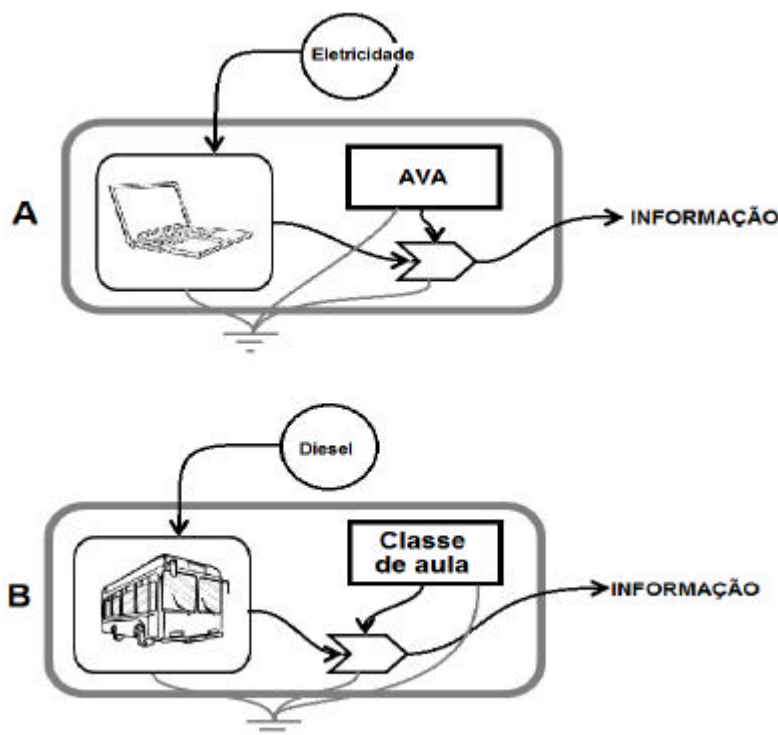 Eletricidade
A
AVA
INFORMAÇÃO
Diesel
B
Classe
de aula
INFORMAÇÃO